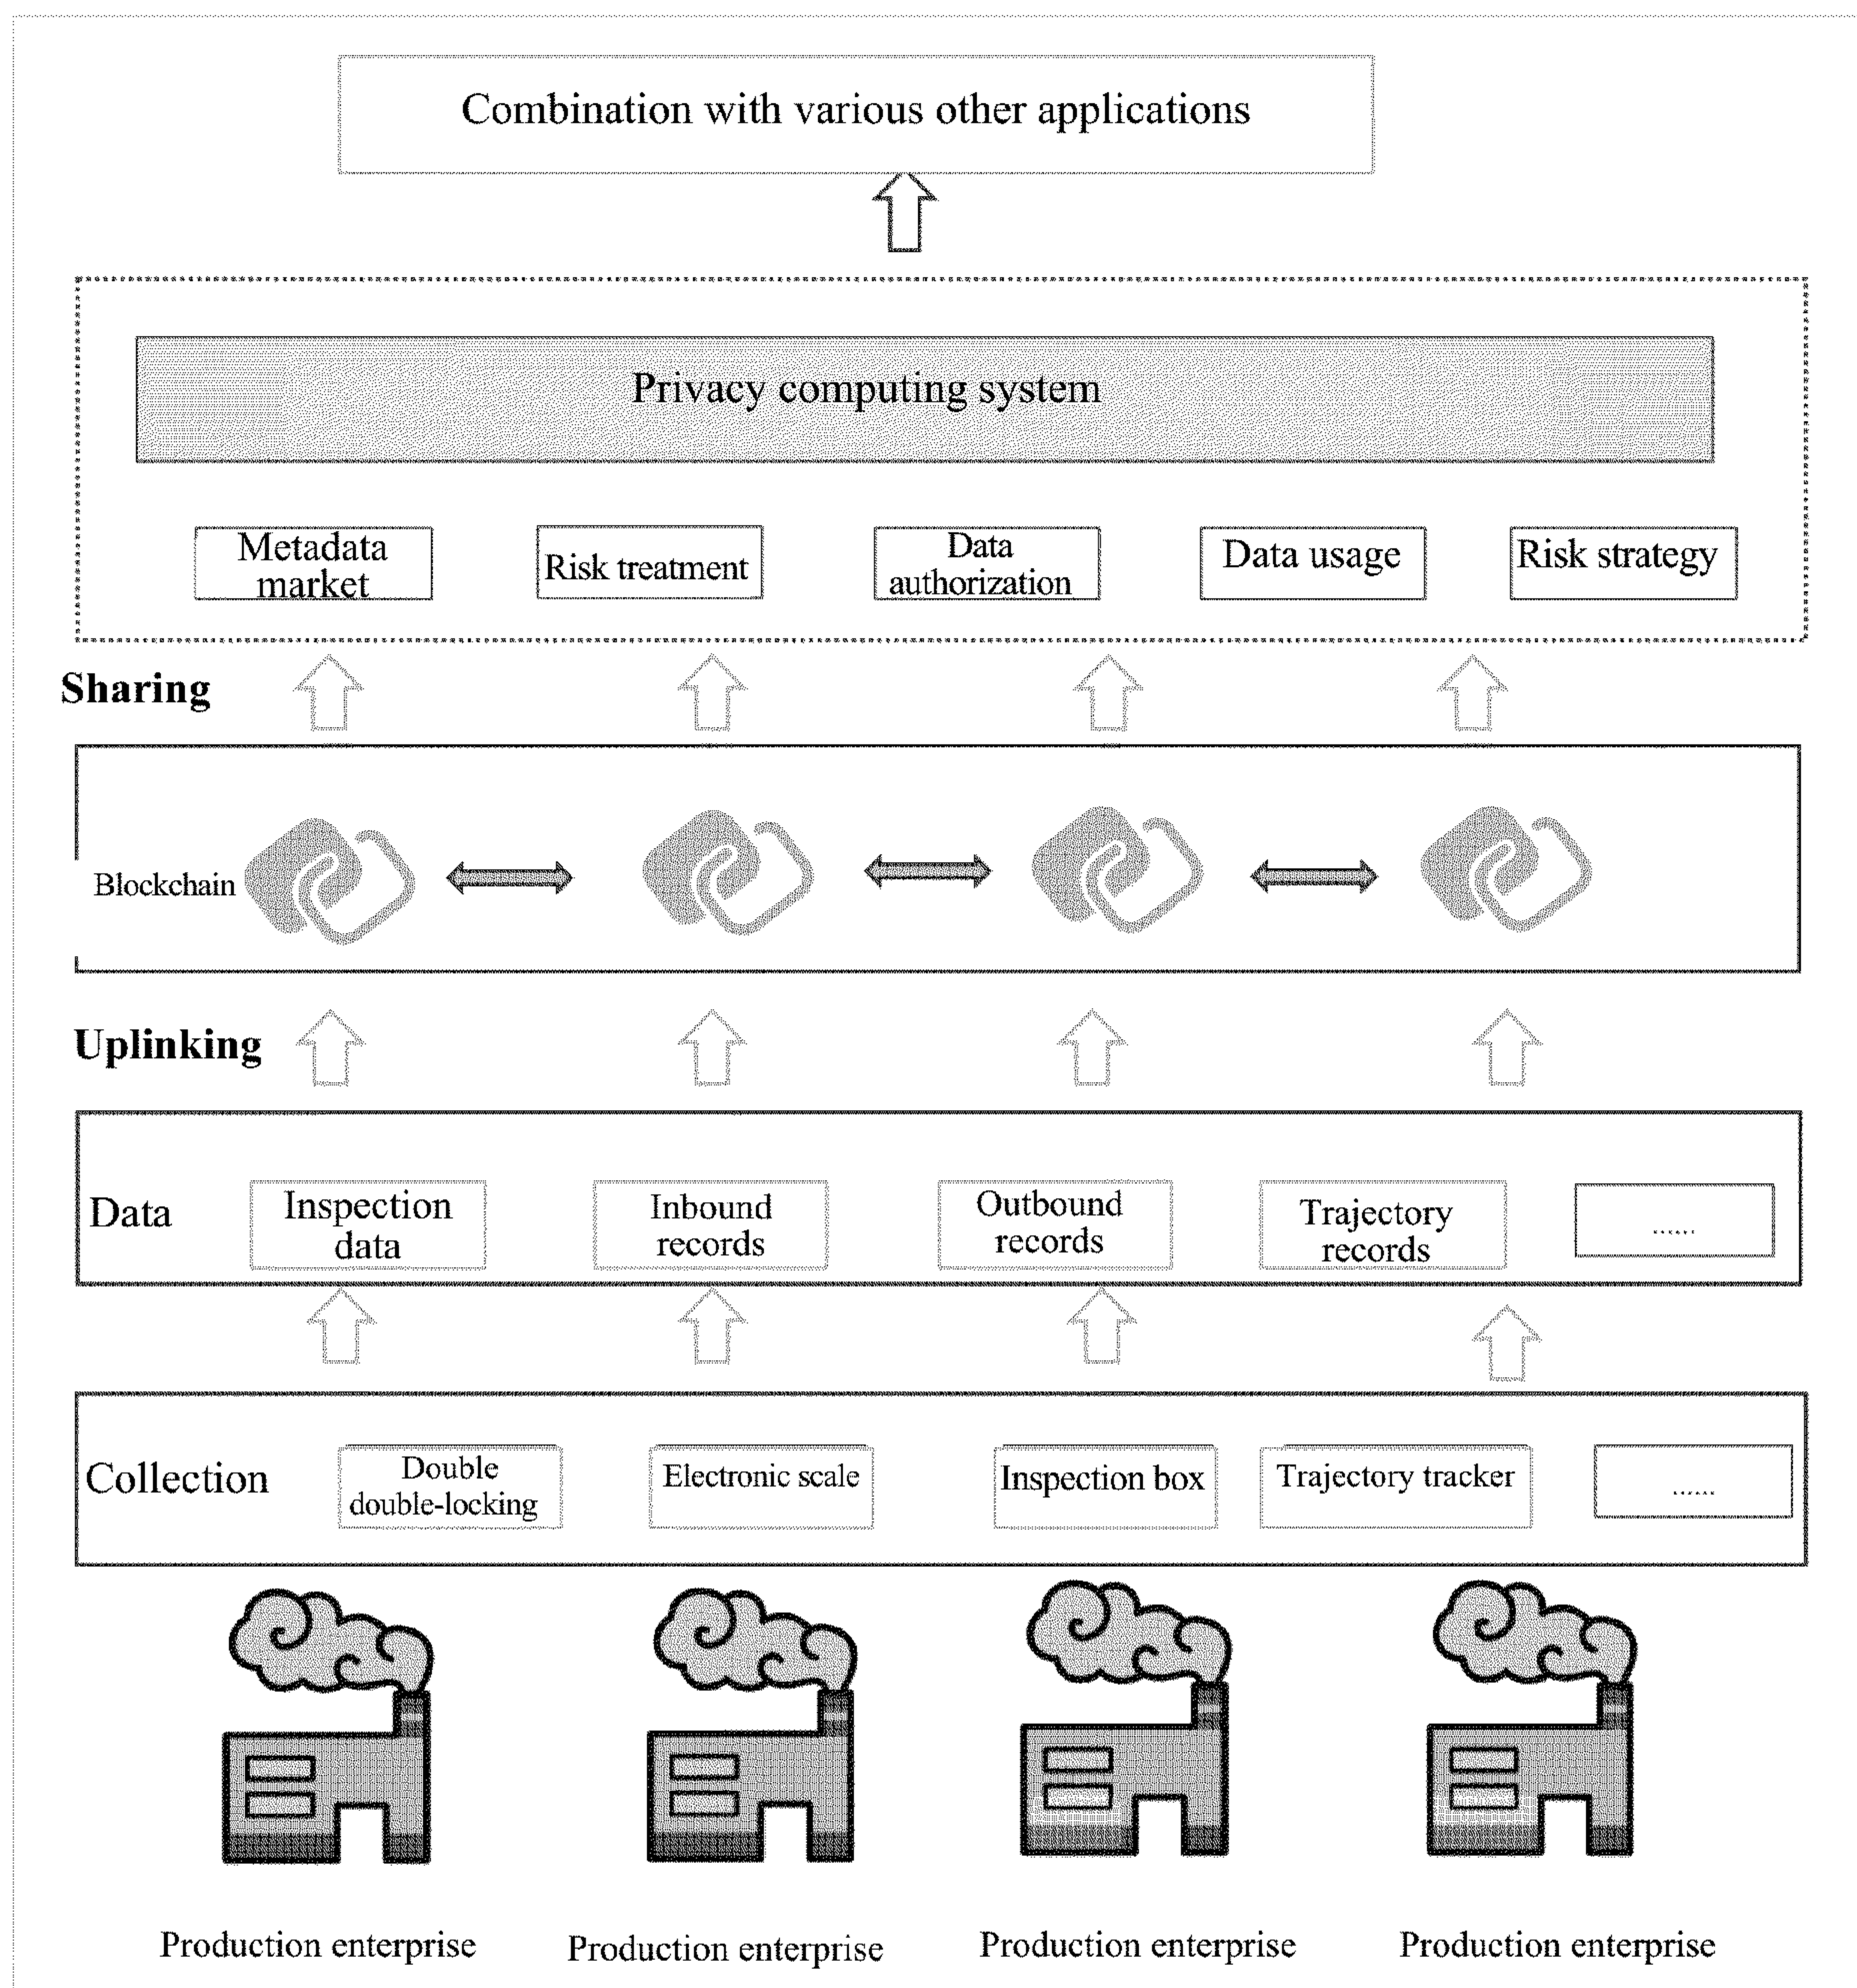 Combination with various other applications
Privacy computing system
Metadata
market
Risk treatment
Data
authorization
Data usage
Risk strategy
Sharing
Blockchain
Uplinking
Data
Inspection
data
Inbound
records
Outbound
records
Trajectory
records
......
Collection
Double
double-locking
Electronic scale
Inspection box
Trajectory tracker
......
Production enterprise
Production enterprise
Production enterprise
Production enterprise